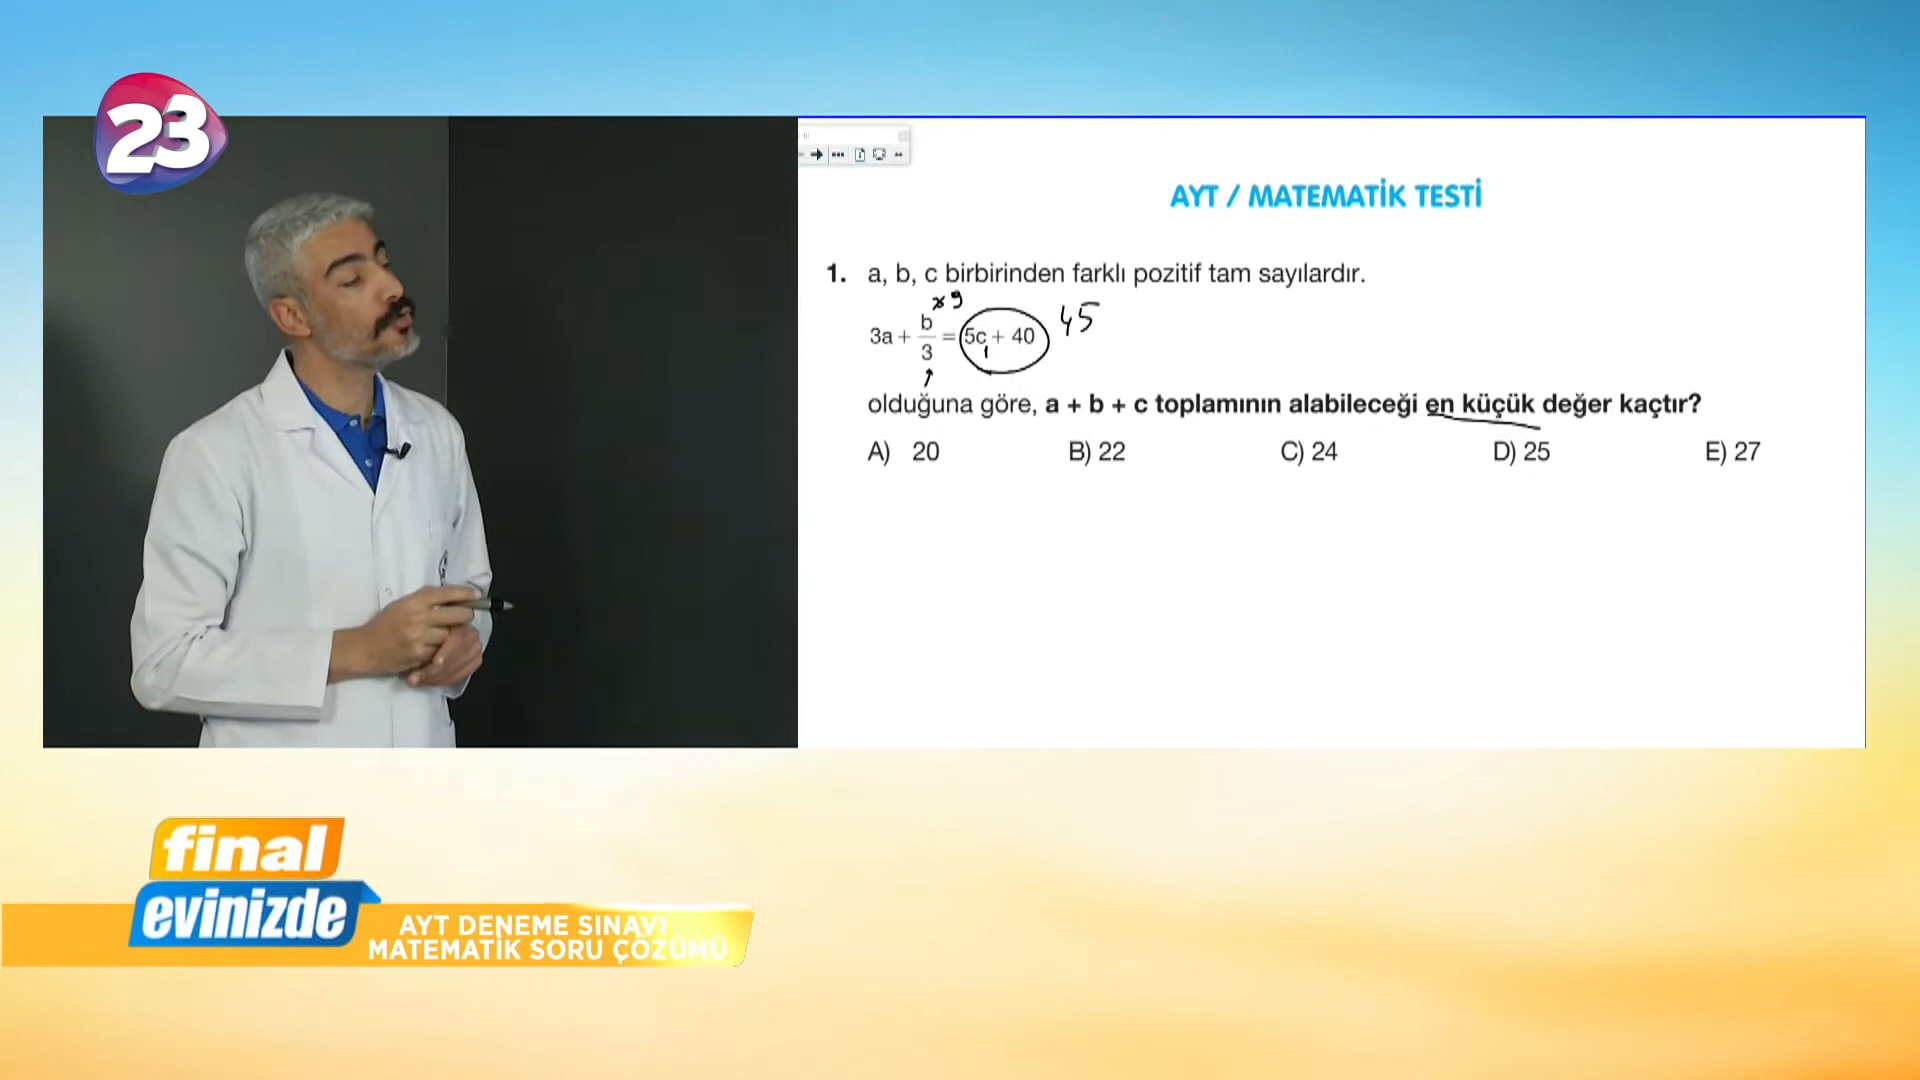 23
AYT / MATEMATİK TESTİ
1. a, b, c birbirinden farklı pozitif tam sayılardır.
x9
3a + b/3 = 5c + 40 45
1
olduğuna göre, a + b + c toplamının alabileceği en küçük değer kaçtır?
A) 20 B) 22 C) 24 D) 25 E) 27
final
evinizde
AYT DENEME SINAVI
MATEMATİK SORU ÇÖZÜMÜ